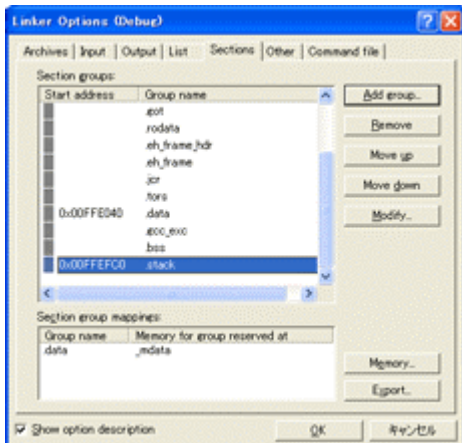 Linker Options (Debug)
Archives Input Output List Sections Other Command file
Section groups:
Start address Group name
.got
.rodata
.eh_frame_hdr
.eh_frame
.jcr
.tors
0x00FFE040 .data
.gcc_exc
.bss
0x00FFEFC0 .stack
Add group...
Remove
Move up
Move down
Modify...
Section group mappings:
Group name Memory for group reserved at
.data _mdata
Memory...
Export...
Show option description
OK
キャンセル